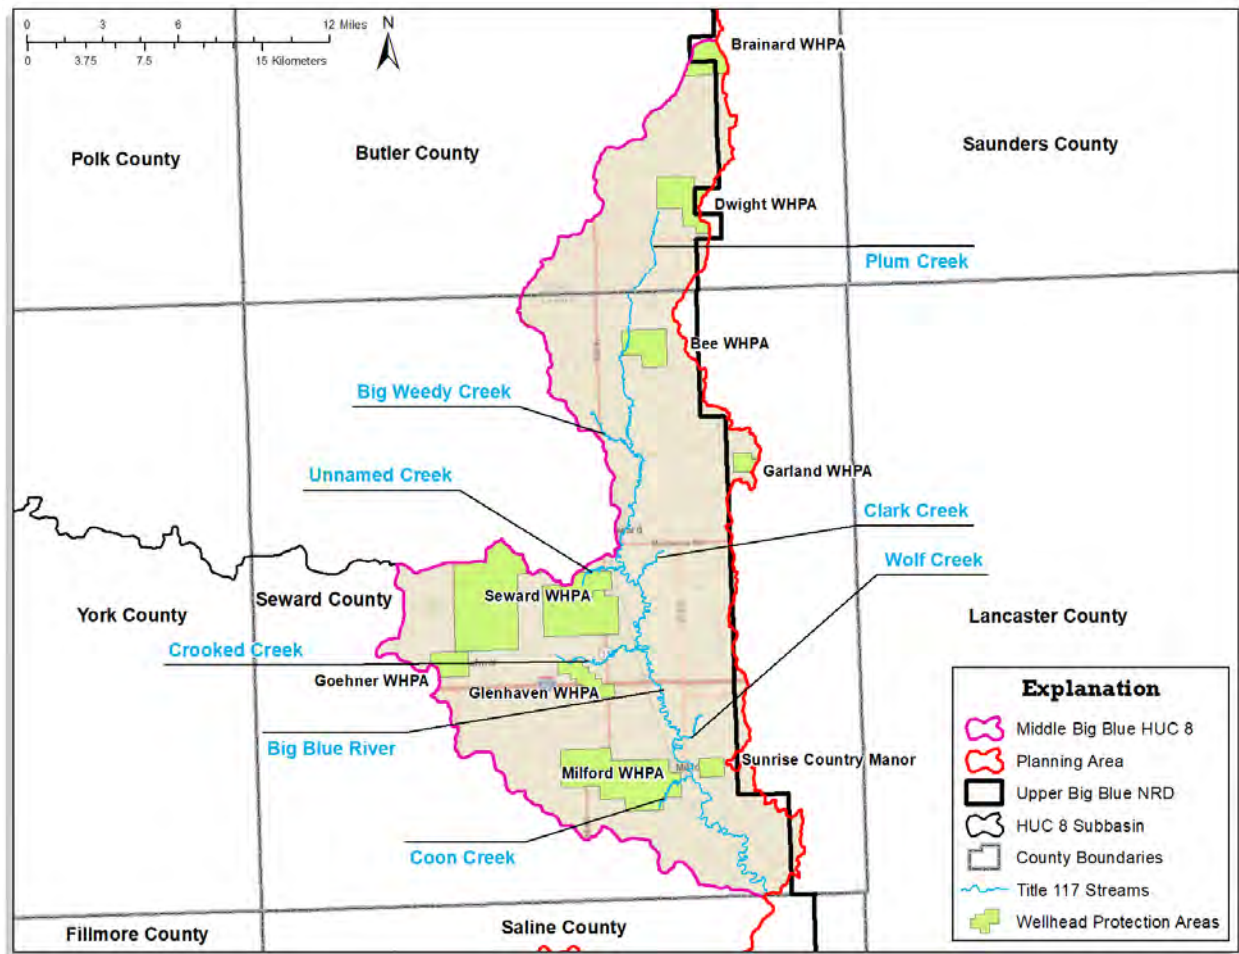 0 3 6 12 Miles
0 3.75 7.5 15 Kilometers
N
Brainard WHPA
Polk County
Butler County
Saunders County
Dwight WHPA
Plum Creek
Bee WHPA
Big Weedy Creek
Unnamed Creek
Garland WHPA
Clark Creek
Wolf Creek
Seward WHPA
Seward County
York County
Lancaster County
Crooked Creek
Goehner WHPA
Glenhaven WHPA
Big Blue River
Sunrise Country Manor
Milford WHPA
Coon Creek
Fillmore County
Saline County
Explanation
Middle Big Blue HUC 8
Planning Area
Upper Big Blue NRD
HUC 8 Subbasin
County Boundaries
Title 117 Streams
Wellhead Protection Areas